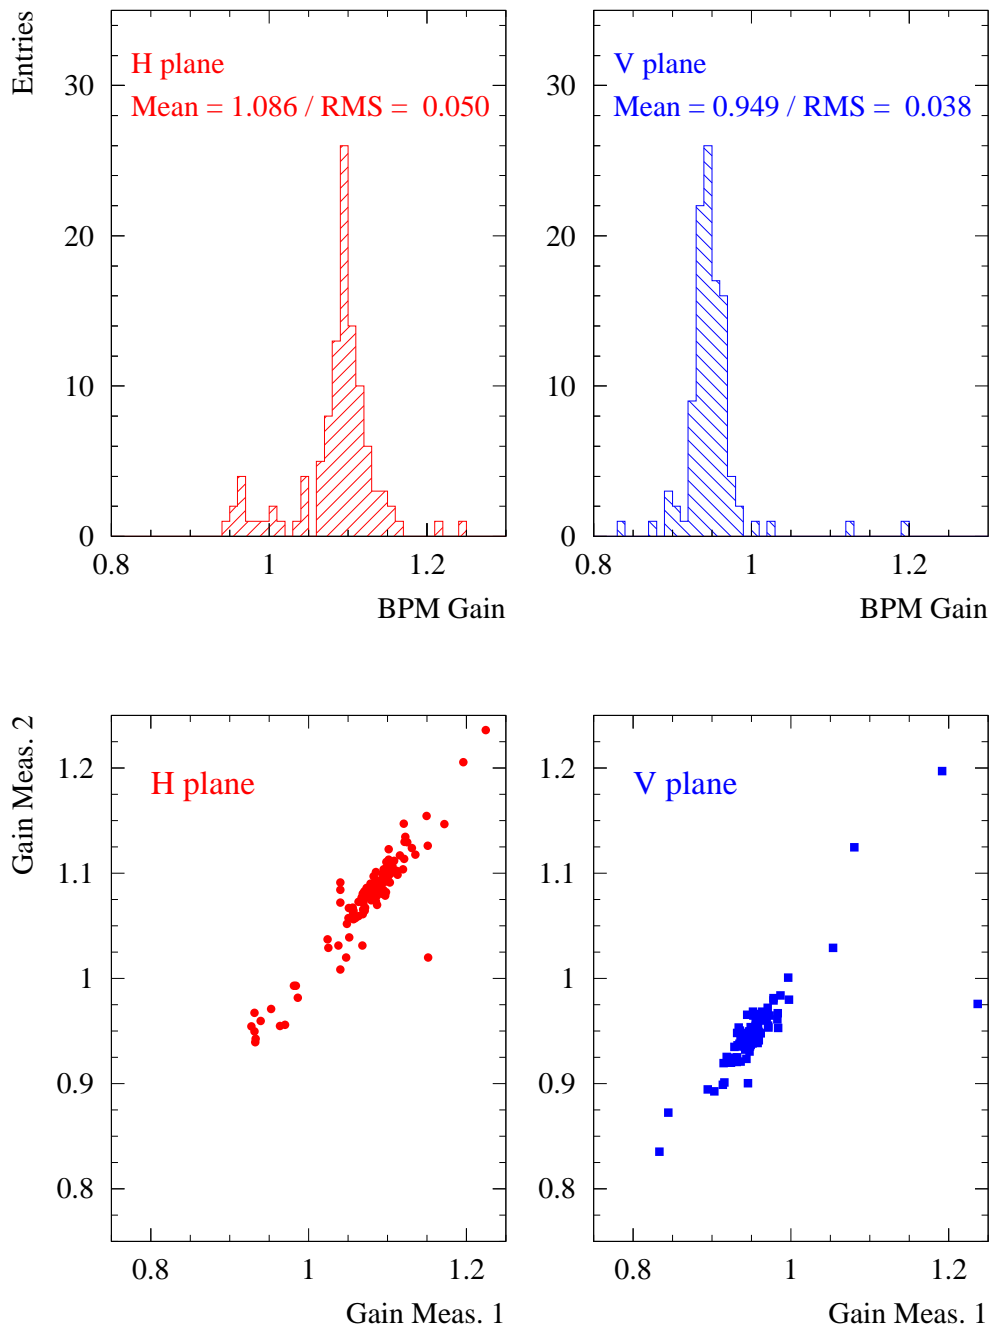 Entries
30
20
10
0
H plane
Mean = 1.086 / RMS =  0.050
0.8
1
1.2
BPM Gain
30
20
10
0
V plane
Mean = 0.949 / RMS =  0.038
0.8
1
1.2
BPM Gain
Gain Meas. 2
1.2
1.1
1
0.9
0.8
H plane
0.8
1
1.2
Gain Meas. 1
1.2
1.1
1
0.9
0.8
V plane
0.8
1
1.2
Gain Meas. 1